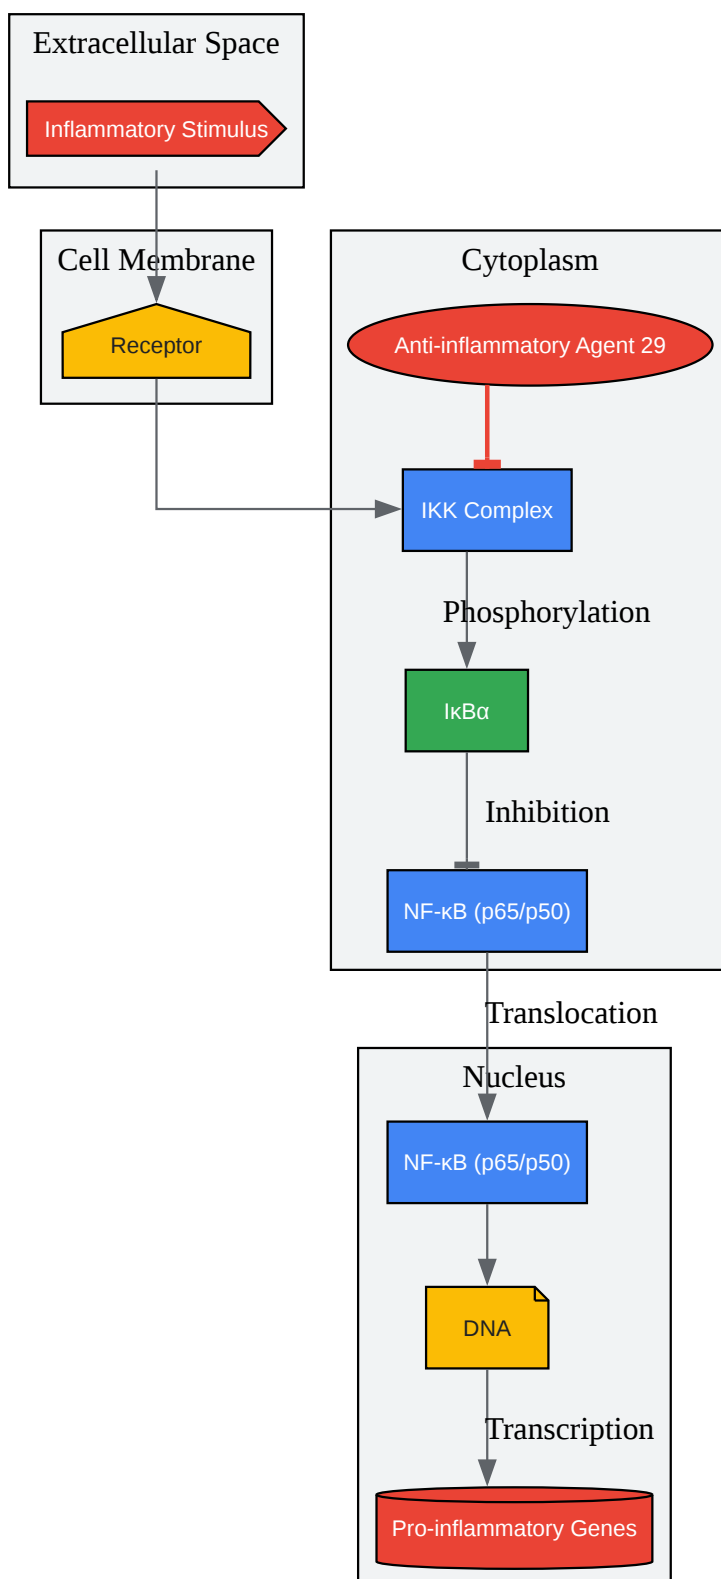 Extracellular Space
Inflammatory Stimulus
Cell Membrane
Receptor
Cytoplasm
Anti-inflammatory Agent 29
IKK Complex
Phosphorylation
IκBα
Inhibition
NF-κB (p65/p50)
Translocation
Nucleus
NF-κB (p65/p50)
DNA
Transcription
Pro-inflammatory Genes